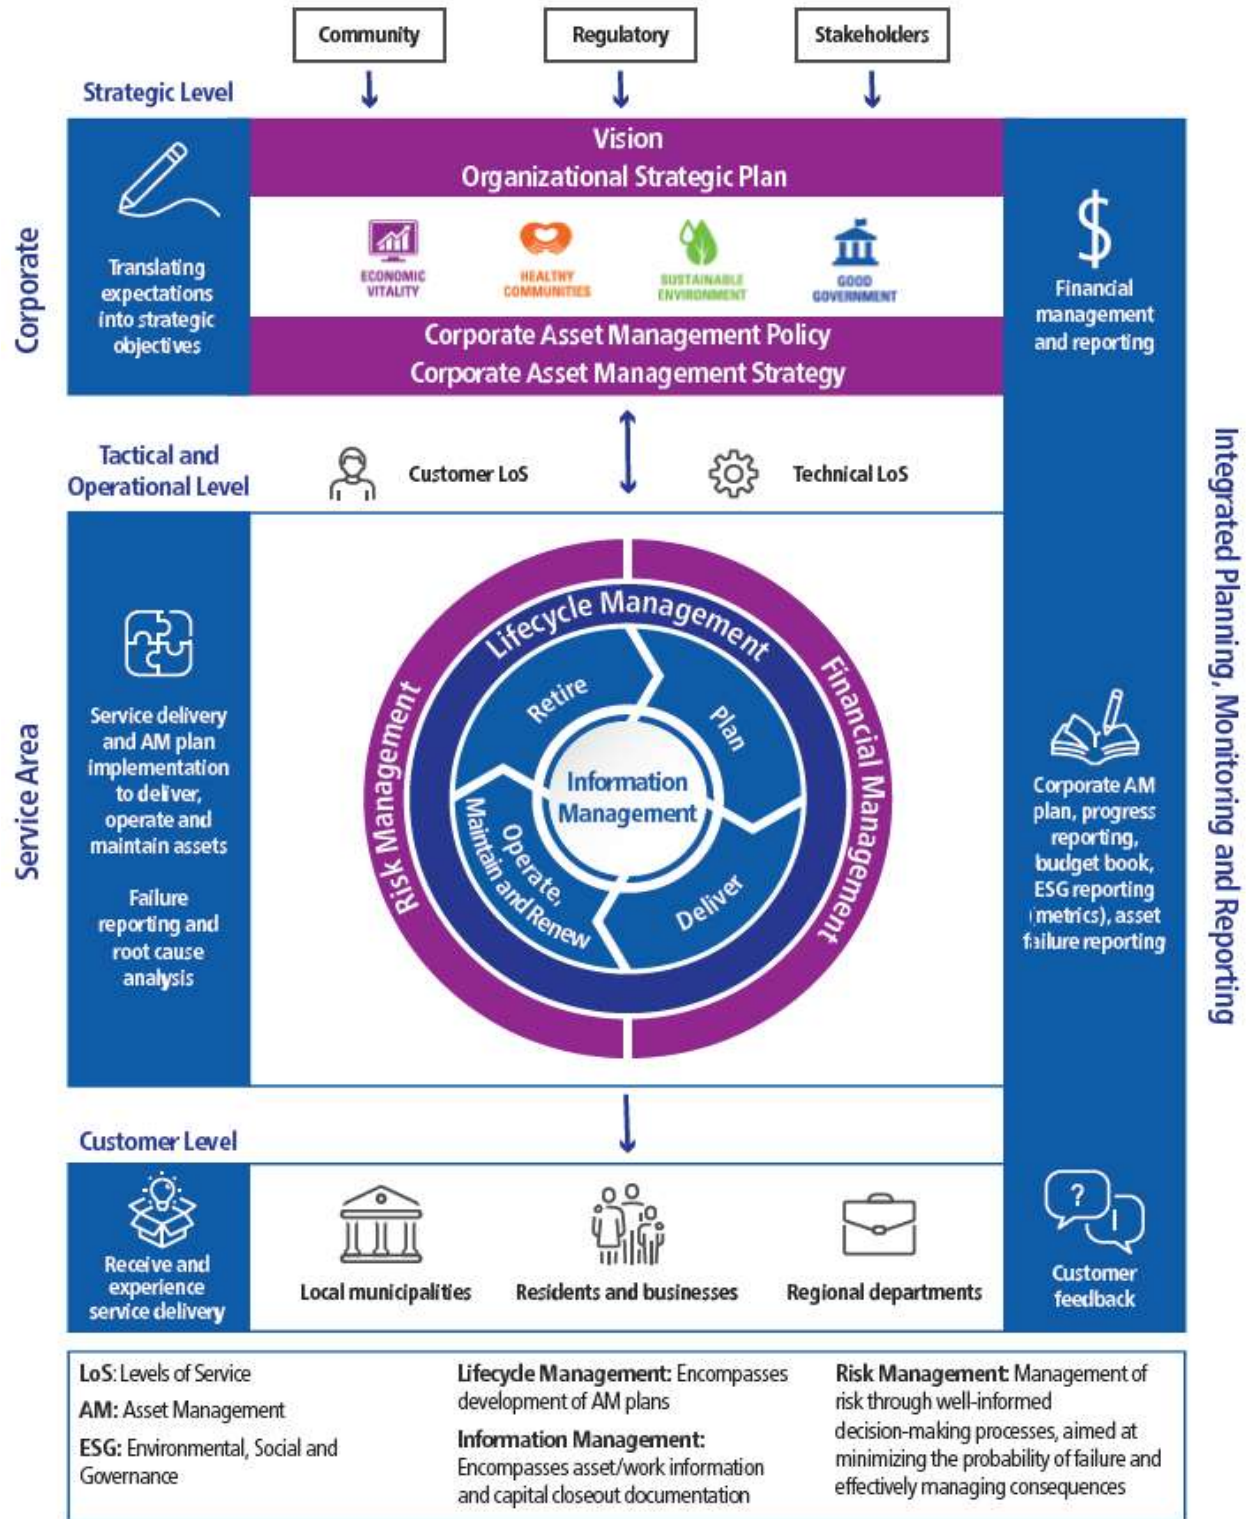 Community
Regulatory
Stakeholders
Strategic Level
Corporate
Translating
expectations
into strategic
objectives
Vision
Organizational Strategic Plan
ECONOMIC
VITALITY
HEALTHY
COMMUNITIES
SUSTAINABLE
ENVIRONMENT
GOOD
GOVERNMENT
Corporate Asset Management Policy
Corporate Asset Management Strategy
$
Financial
management
and reporting
Tactical and
Operational Level
Customer LoS
Technical LoS
Service Area
Service delivery
and AM plan
implementation
to deliver,
operate and
maintain assets
Failure
reporting and
root cause
analysis
Risk Management
Lifecycle Management
Financial Management
Retire
Plan
Deliver
Operate,
Maintain and Renew
Information
Management
Corporate AM
plan, progress
reporting,
budget book,
ESG reporting
(metrics), asset
failure reporting
Integrated Planning, Monitoring and Reporting
Customer Level
Receive and
experience
service delivery
Local municipalities
Residents and businesses
Regional departments
?
!
Customer
feedback
LoS: Levels of Service
AM: Asset Management
ESG: Environmental, Social and
Governance
Lifecycle Management: Encompasses
development of AM plans
Information Management:
Encompasses asset/work information
and capital closeout documentation
Risk Management: Management of
risk through well-informed
decision-making processes, aimed at
minimizing the probability of failure and
effectively managing consequences